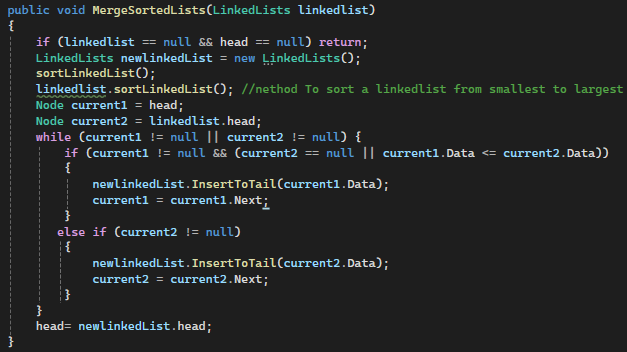 public void MergeSortedLists(LinkedLists linkedlist)
{
if (linkedlist == null && head == null) return;
LinkedLists newlinkedList = new LinkedLists();
sortLinkedList();
linkedlist.sortLinkedList(); //nethod To sort a linkedlist from smallest to largest
Node current1 = head;
Node current2 = linkedlist.head;
while (current1 != null || current2 != null) {
if (current1 != null && (current2 == null || current1.Data <= current2.Data))
{
newlinkedList.InsertToTail(current1.Data);
current1 = current1.Next;
}
else if (current2 != null)
{
newlinkedList.InsertToTail(current2.Data);
current2 = current2.Next;
}
}
head= newlinkedList.head;
}